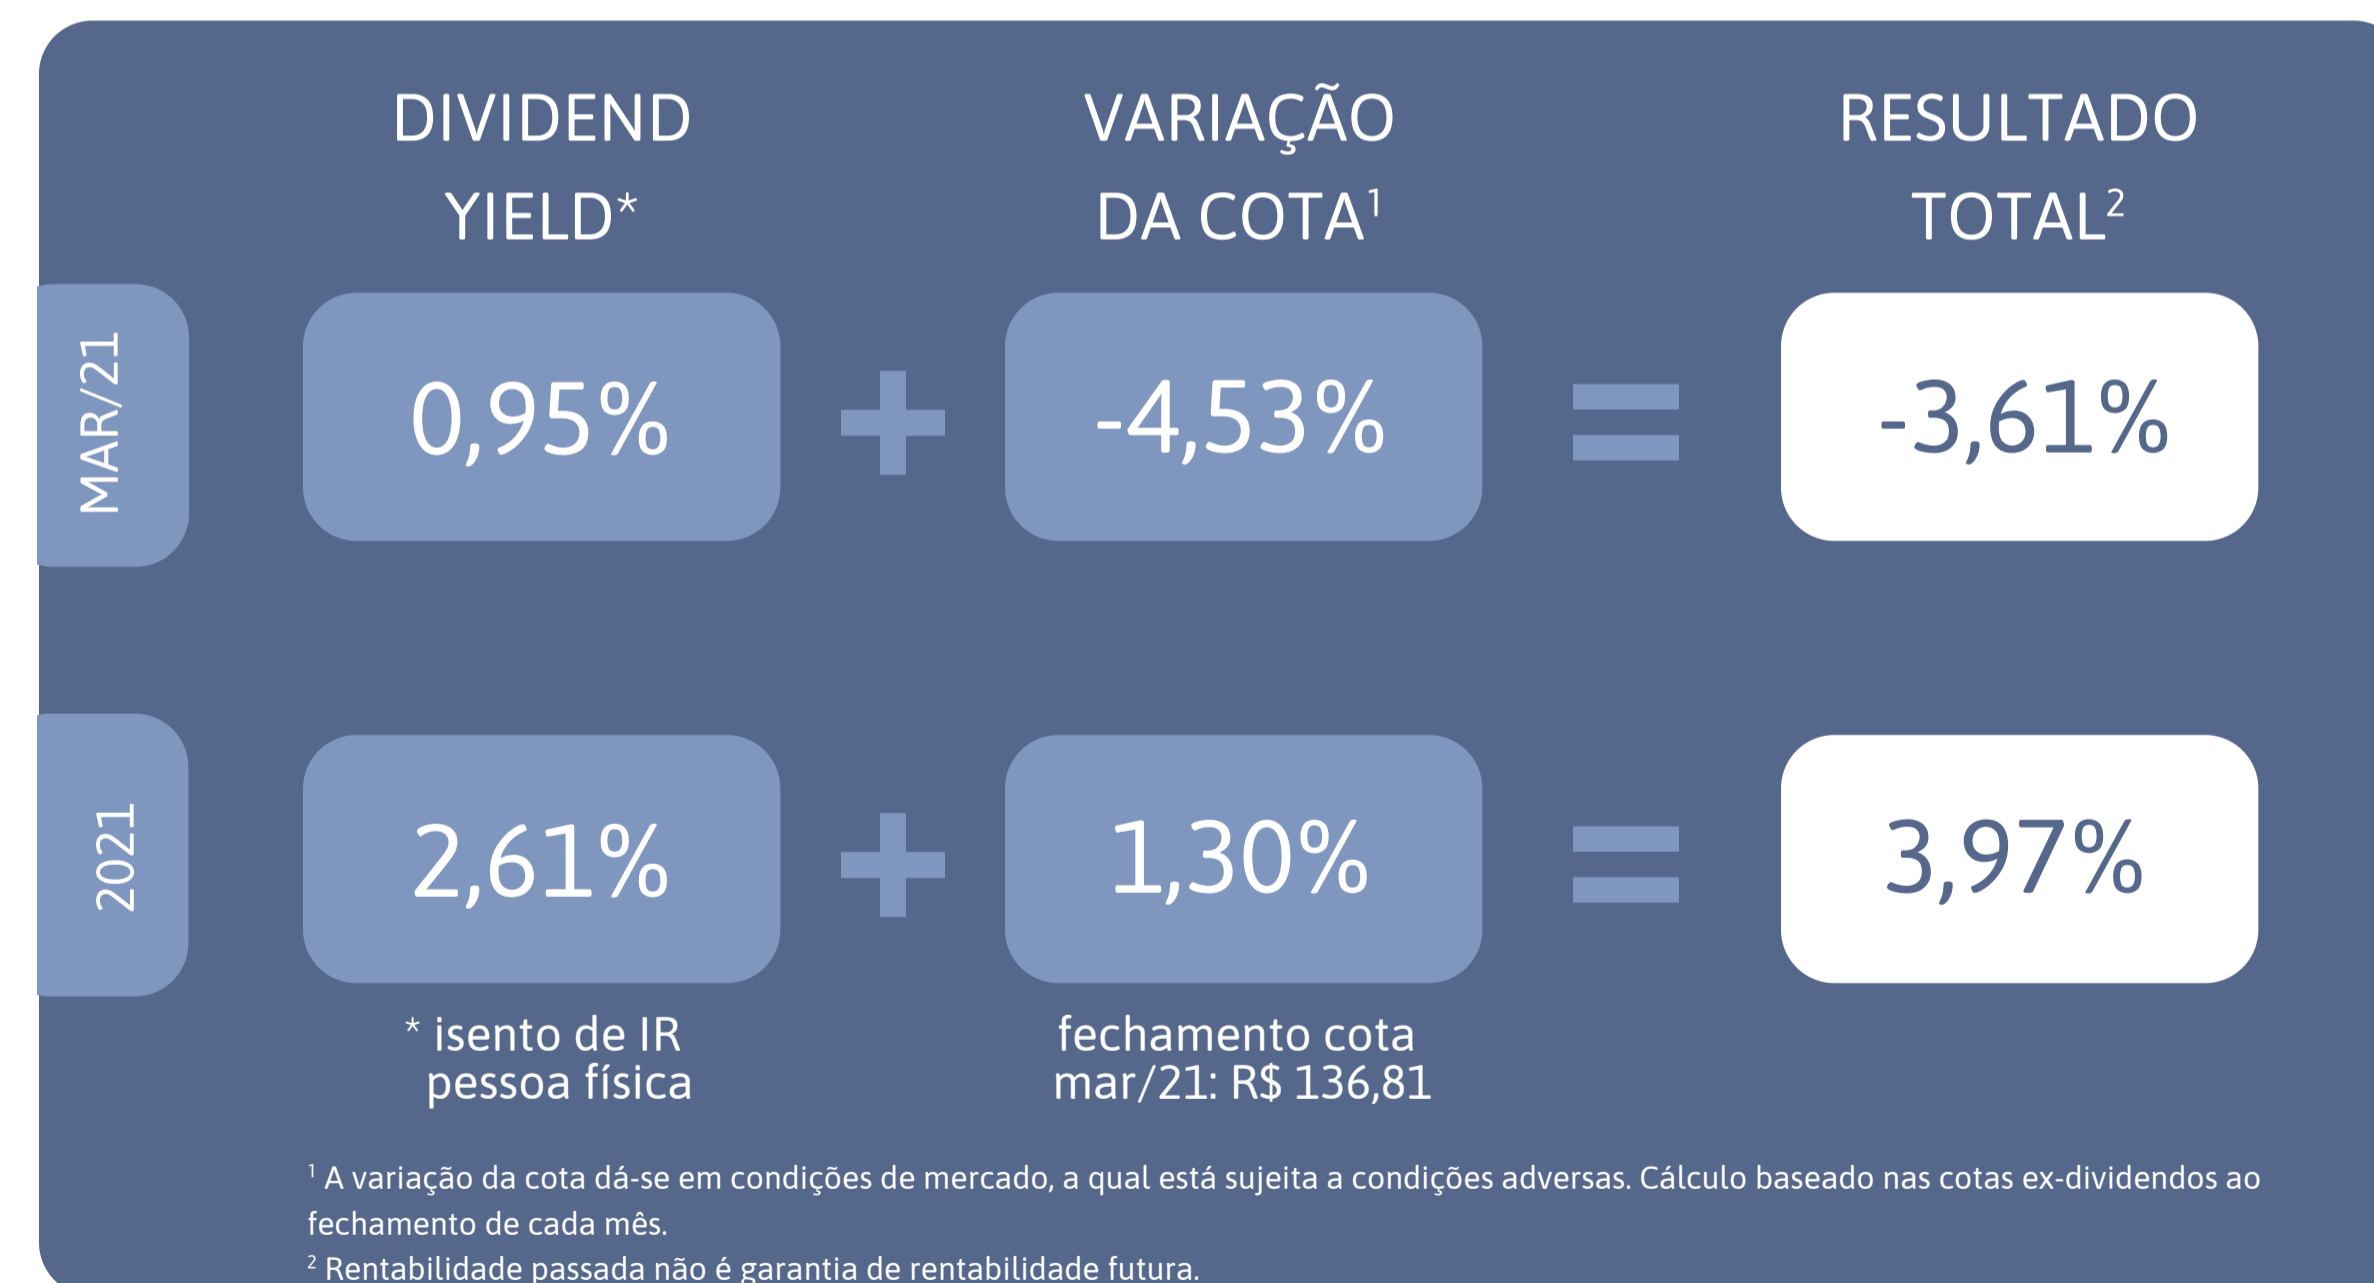 DIVIDEND
YIELD*
VARIAÇÃO
DA COTA¹
RESULTADO
TOTAL²
MAR/21
0,95%
+
-4,53%
=
-3,61%
2021
2,61%
+
1,30%
=
3,97%
* isento de IR
pessoa física
fechamento cota
mar/21: R$ 136,81
¹ A variação da cota dá-se em condições de mercado, a qual está sujeita a condições adversas. Cálculo baseado nas cotas ex-dividendos ao
fechamento de cada mês.
² Rentabilidade passada não é garantia de rentabilidade futura.